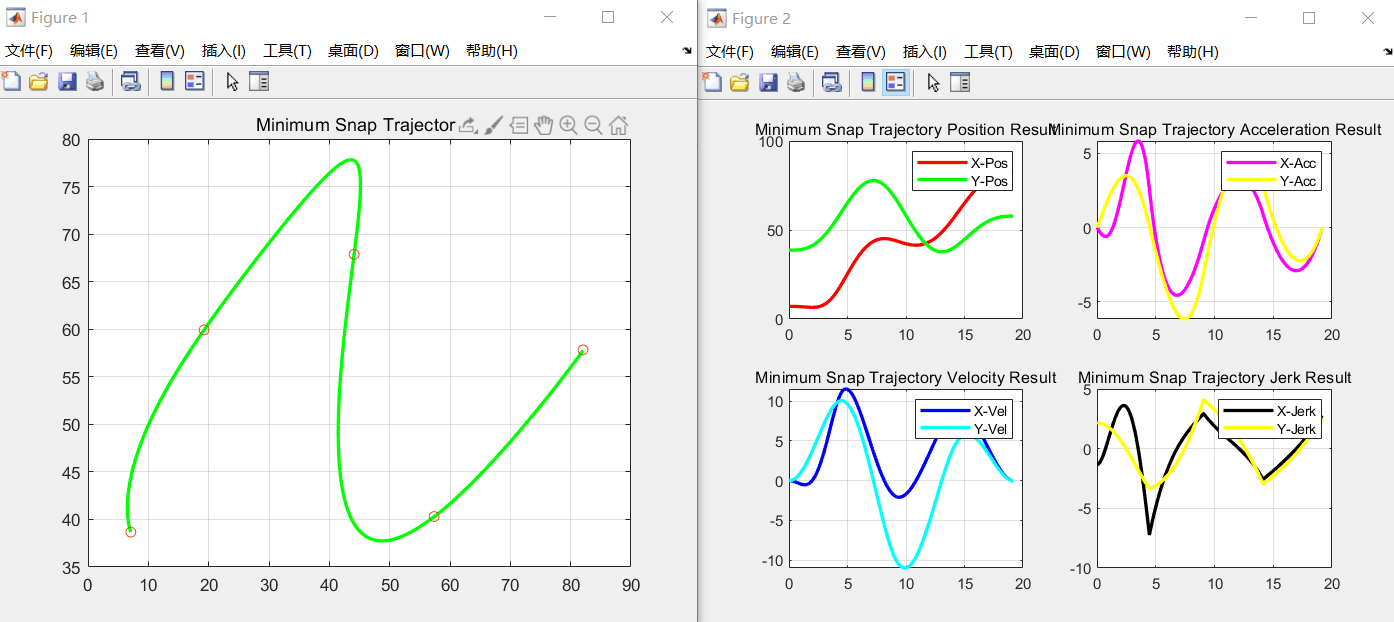 Figure 1
文件(F) 编辑(E) 查看(V) 插入(I) 工具(T) 桌面(D) 窗口(W) 帮助(H)
Minimum Snap Trajector
80
75
70
65
60
55
50
45
40
35
0 10 20 30 40 50 60 70 80 90
Figure 2
文件(F) 编辑(E) 查看(V) 插入(I) 工具(T) 桌面(D) 窗口(W) 帮助(H)
Minimum Snap Trajectory Position Result
100
50
0
X-Pos
Y-Pos
0 5 10 15 20
Minimum Snap Trajectory Acceleration Result
5
0
-5
X-Acc
Y-Acc
0 5 10 15 20
Minimum Snap Trajectory Velocity Result
10
5
0
-5
-10
X-Vel
Y-Vel
0 5 10 15 20
Minimum Snap Trajectory Jerk Result
5
0
-5
-10
X-Jerk
Y-Jerk
0 5 10 15 20